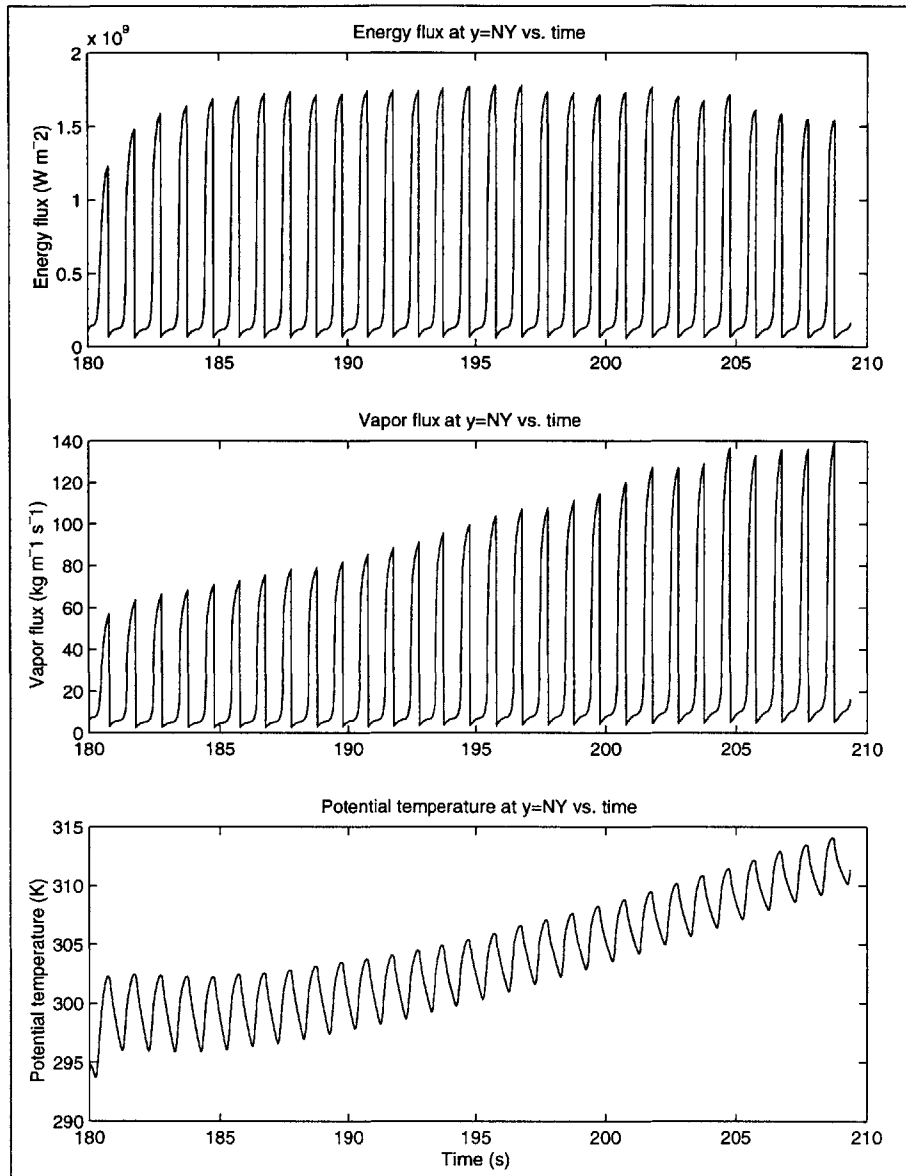 Energy flux at y=NY vs. time
x 10⁹
2
1.5
1
0.5
0
Energy flux (W m⁻2)
180 185 190 195 200 205 210
Vapor flux at y=NY vs. time
140
120
100
80
60
40
20
0
Vapor flux (kg m⁻1 s⁻1)
180 185 190 195 200 205 210
Potential temperature at y=NY vs. time
315
310
305
300
295
290
Potential temperature (K)
180 185 190 195 200 205 210
Time (s)